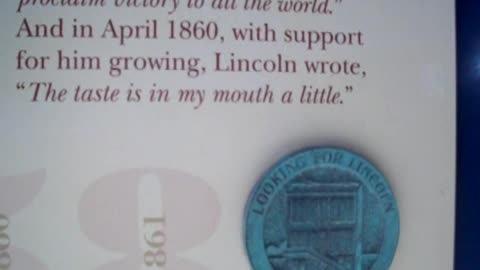 proclaim victory to all the world.”
And in April 1860, with support
for him growing, Lincoln wrote,
“The taste is in my mouth a little.”
LOOKING FOR LINCOLN
1861